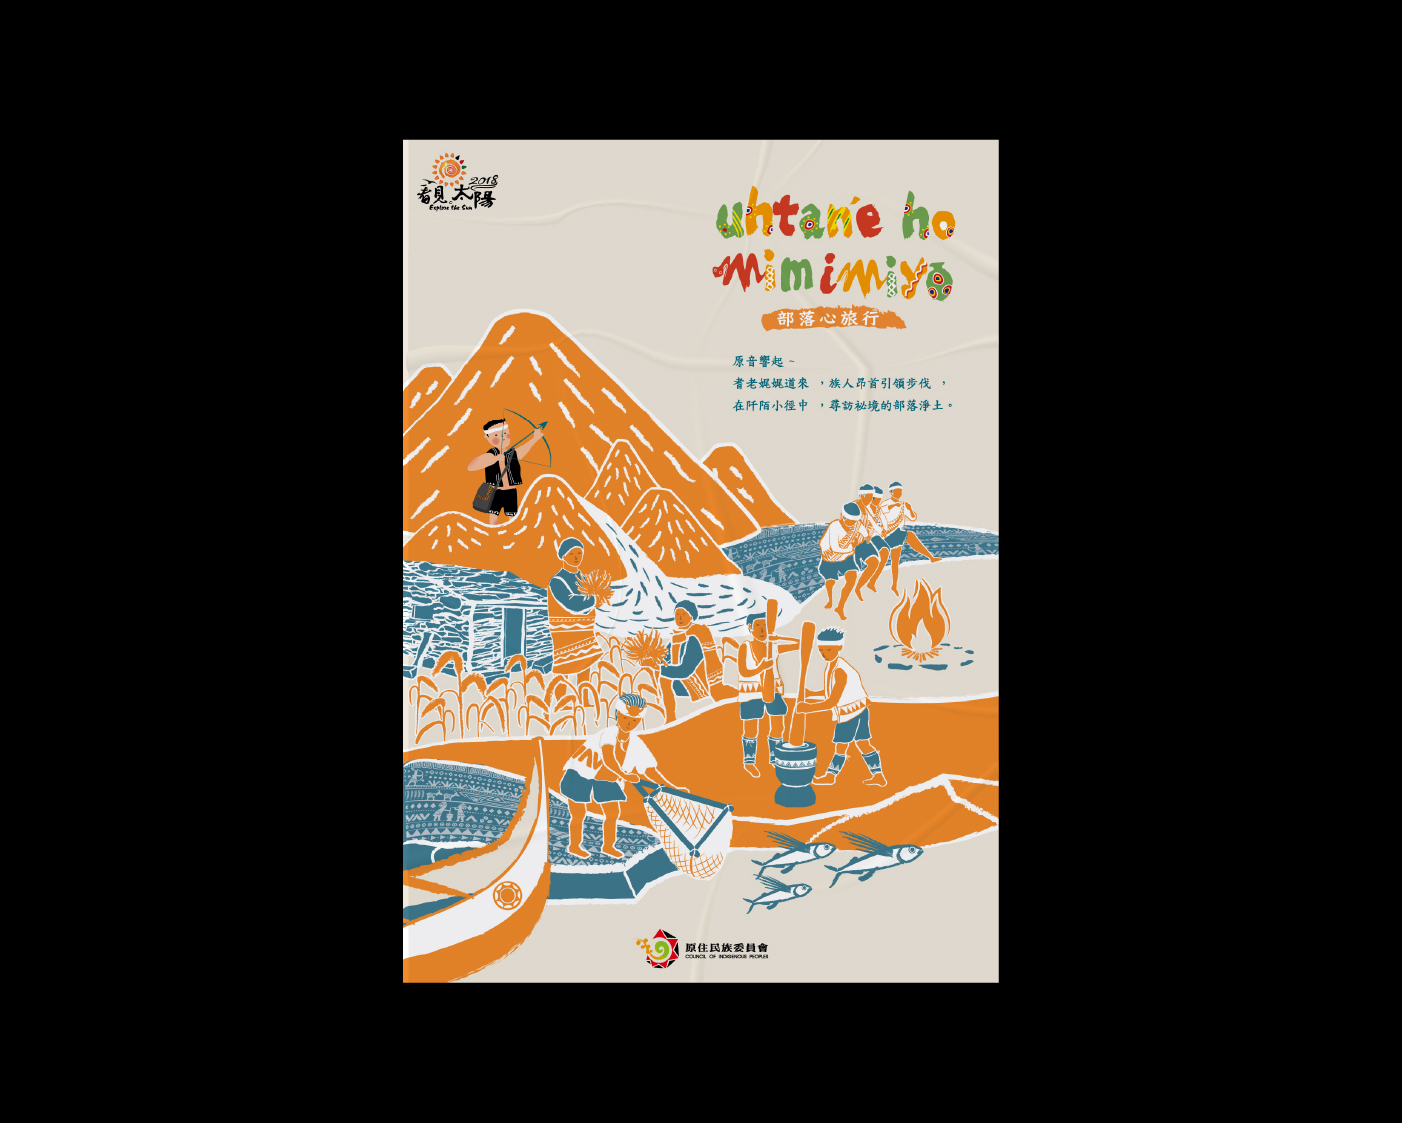 2018
看見。太陽
Explore the Sun
uhtan'e ho
mimimiyo
部落心旅行
原音響起～
耆老娓娓道來，族人昂首引領步伐，
在阡陌小徑中，尋訪祕境的部落淨土。
原住民族委員會
COUNCIL OF INDIGENOUS PEOPLES